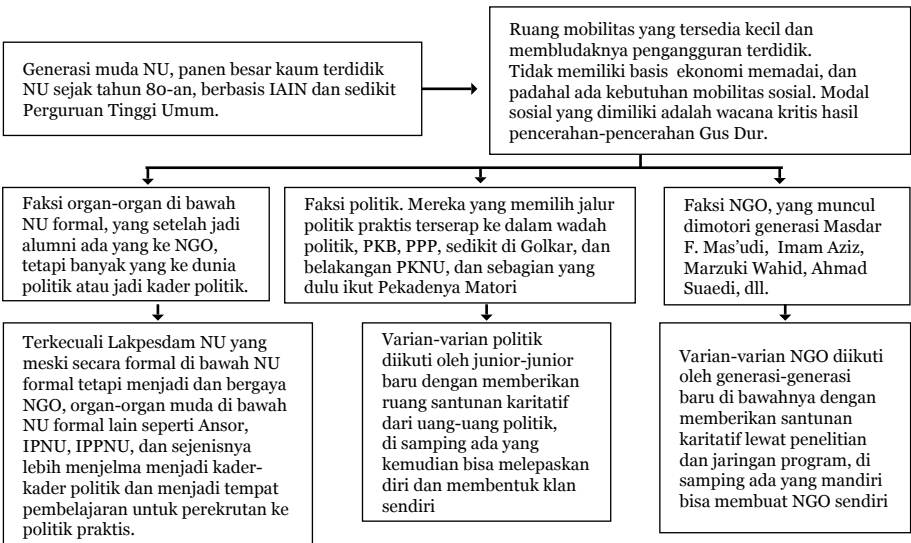 Generasi muda NU, panen besar kaum terdidik
NU sejak tahun 80-an, berbasis IAIN dan sedikit
Perguruan Tinggi Umum.
Ruang mobilitas yang tersedia kecil dan
membludaknya pengangguran terdidik.
Tidak memiliki basis ekonomi memadai, dan
padahal ada kebutuhan mobilitas sosial. Modal
sosial yang dimiliki adalah wacana kritis hasil
pencerahan-pencerahan Gus Dur.
Faksi organ-organ di bawah
NU formal, yang setelah jadi
alumni ada yang ke NGO,
tetapi banyak yang ke dunia
politik atau jadi kader politik.
Faksi politik. Mereka yang memilih jalur
politik praktis terserap ke dalam wadah
politik, PKB, PPP, sedikit di Golkar, dan
belakangan PKNU, dan sebagian yang
dulu ikut Pekadenya Matori
Faksi NGO, yang muncul
dimotori generasi Masdar
F. Mas’udi, Imam Aziz,
Marzuki Wahid, Ahmad
Suaedi, dll.
Terkecuali Lakpesdam NU yang
meski secara formal di bawah NU
formal tetapi menjadi dan bergaya
NGO, organ-organ muda di bawah
NU formal lain seperti Ansor,
IPNU, IPPNU, dan sejenisnya
lebih menjelma menjadi kader-
kader politik dan menjadi tempat
pembelajaran untuk perekrutan ke
politik praktis.
Varian-varian politik
diikuti oleh junior-junior
baru dengan memberikan
ruang santunan karitatif
dari uang-uang politik,
di samping ada yang
kemudian bisa melepaskan
diri dan membentuk klan
sendiri
Varian-varian NGO diikuti
oleh generasi-generasi
baru di bawahnya dengan
memberikan santunan
karitatif lewat penelitian
dan jaringan program, di
samping ada yang mandiri
bisa membuat NGO sendiri